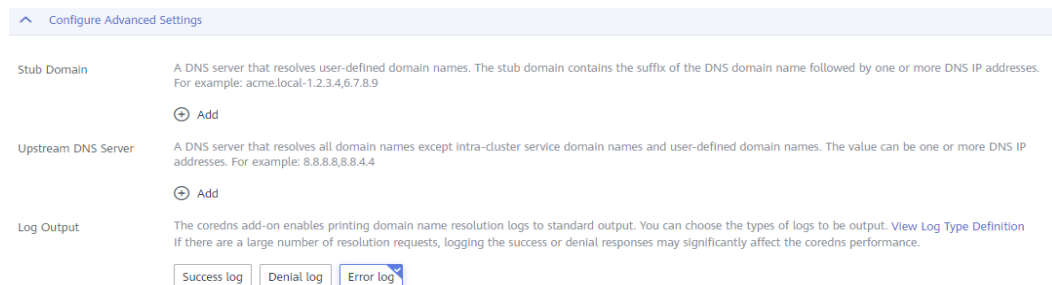 Configure Advanced Settings
Stub Domain
A DNS server that resolves user-defined domain names. The stub domain contains the suffix of the DNS domain name followed by one or more DNS IP addresses.
For example: acme.local-1.2.3.4,6.7.8.9
Add
Upstream DNS Server
A DNS server that resolves all domain names except intra-cluster service domain names and user-defined domain names. The value can be one or more DNS IP
addresses. For example: 8.8.8.8,8.8.4.4
Add
Log Output
The coredns add-on enables printing domain name resolution logs to standard output. You can choose the types of logs to be output. View Log Type Definition
If there are a large number of resolution requests, logging the success or denial responses may significantly affect the coredns performance.
Success log Denial log Error log